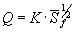 Q = K · S̅_f^½